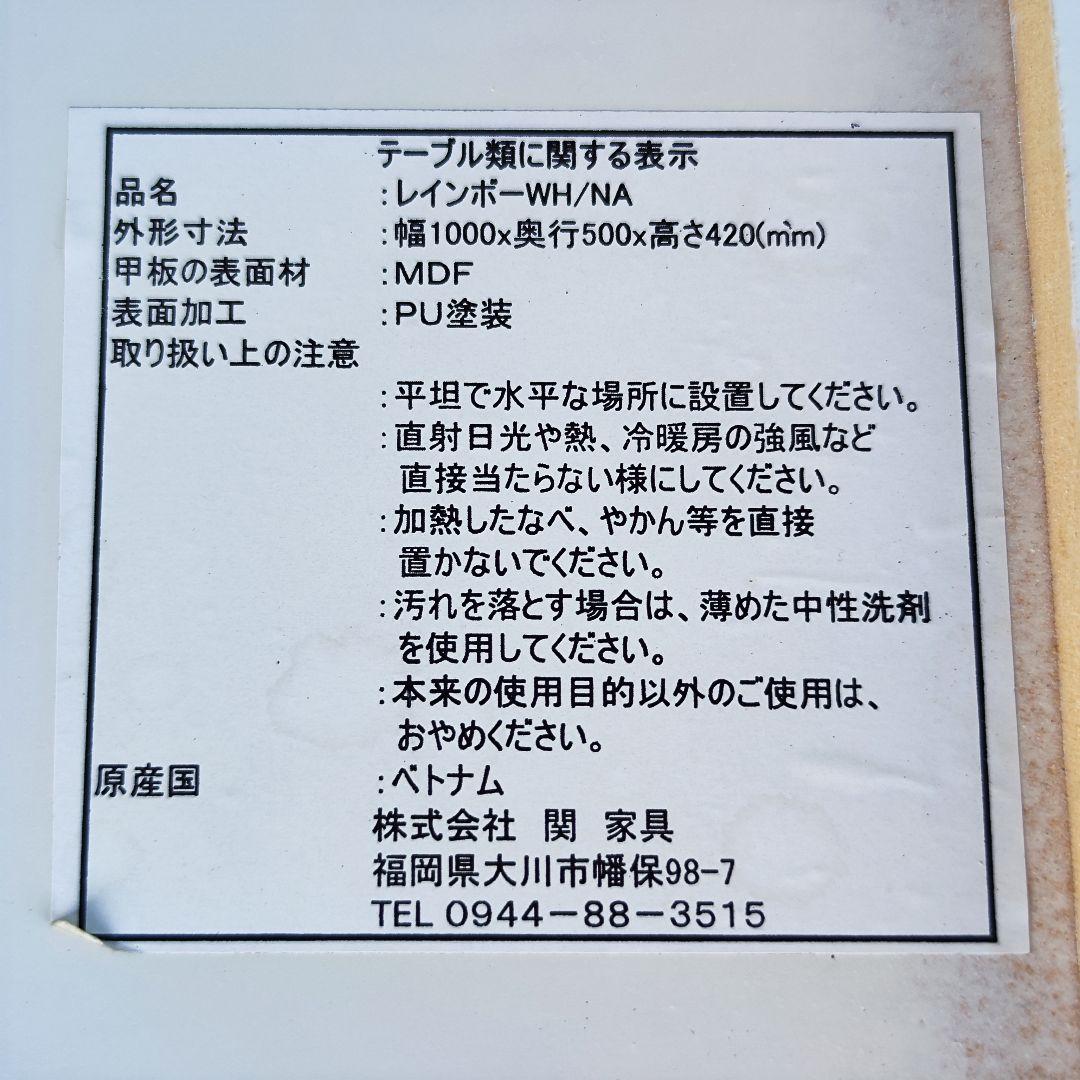 テーブル類に関する表示
品名 :レインボーWH/NA
外形寸法 :幅1000x奥行500x高さ420(mm)
甲板の表面材 :MDF
表面加工 :PU塗装
取り扱い上の注意
:平坦で水平な場所に設置してください。
:直射日光や熱、冷暖房の強風など
直接当たらない様にしてください。
:加熱したなべ、やかん等を直接
置かないでください。
:汚れを落とす場合は、薄めた中性洗剤
を使用してください。
:本来の使用目的以外のご使用は、
おやめください。
原産国 :ベトナム
株式会社 関 家具
福岡県大川市幡保98-7
TEL 0944-88-3515